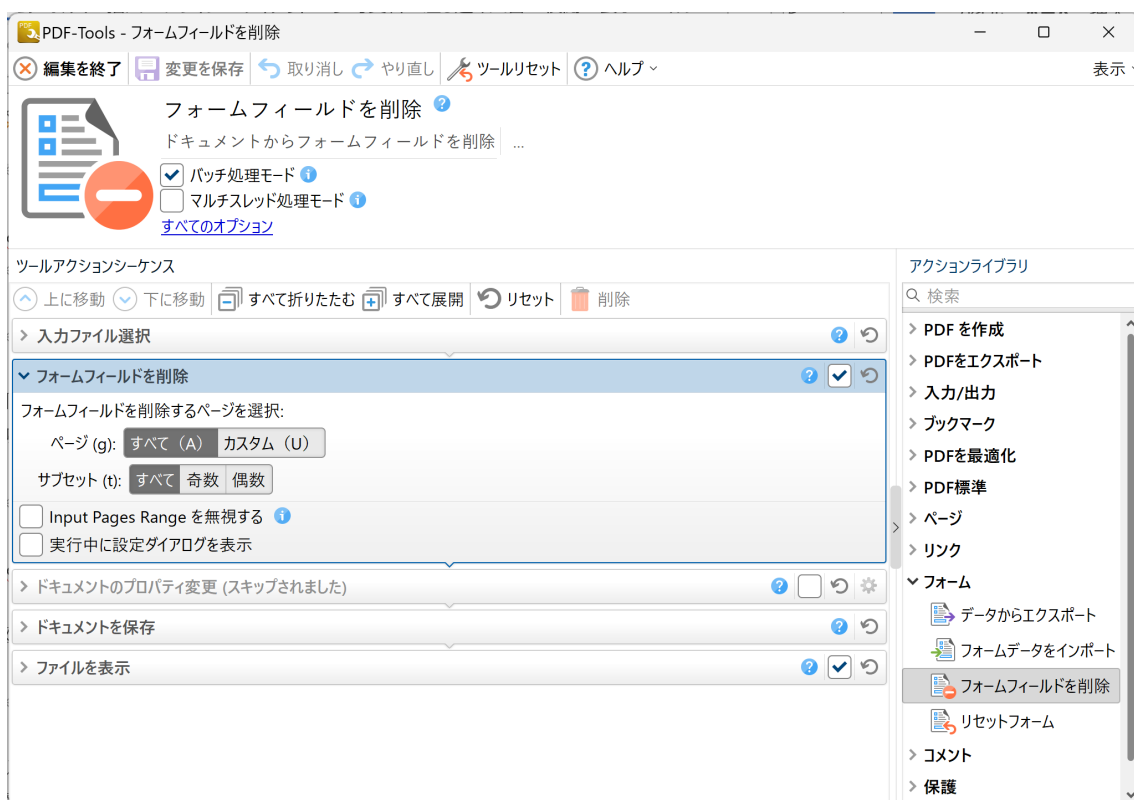 PDF-Tools - フォームフィールドを削除
編集を終了 変更を保存 取り消し やり直し ツールリセット ヘルプ 表示
フォームフィールドを削除
ドキュメントからフォームフィールドを削除 ...
バッチ処理モード
マルチスレッド処理モード
すべてのオプション
ツールアクションシーケンス
上に移動 下に移動 すべて折りたたむ すべて展開 リセット 削除
入力ファイル選択
フォームフィールドを削除
フォームフィールドを削除するページを選択:
ページ (g): すべて（A） カスタム（U）
サブセット (t): すべて 奇数 偶数
Input Pages Range を無視する
実行中に設定ダイアログを表示
ドキュメントのプロパティ変更 (スキップされました)
ドキュメントを保存
ファイルを表示
アクションライブラリ
検索
PDF を作成
PDFをエクスポート
入力/出力
ブックマーク
PDFを最適化
PDF標準
ページ
リンク
フォーム
データからエクスポート
フォームデータをインポート
フォームフィールドを削除
リセットフォーム
コメント
保護